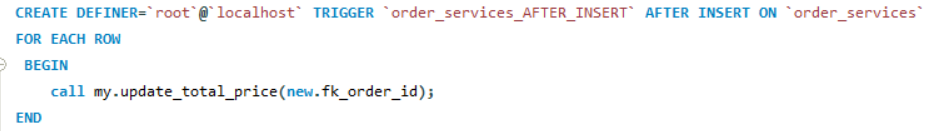 CREATE DEFINER=`root`@`localhost` TRIGGER `order_services_AFTER_INSERT` AFTER INSERT ON `order_services`
FOR EACH ROW
BEGIN
call my.update_total_price(new.fk_order_id);
END